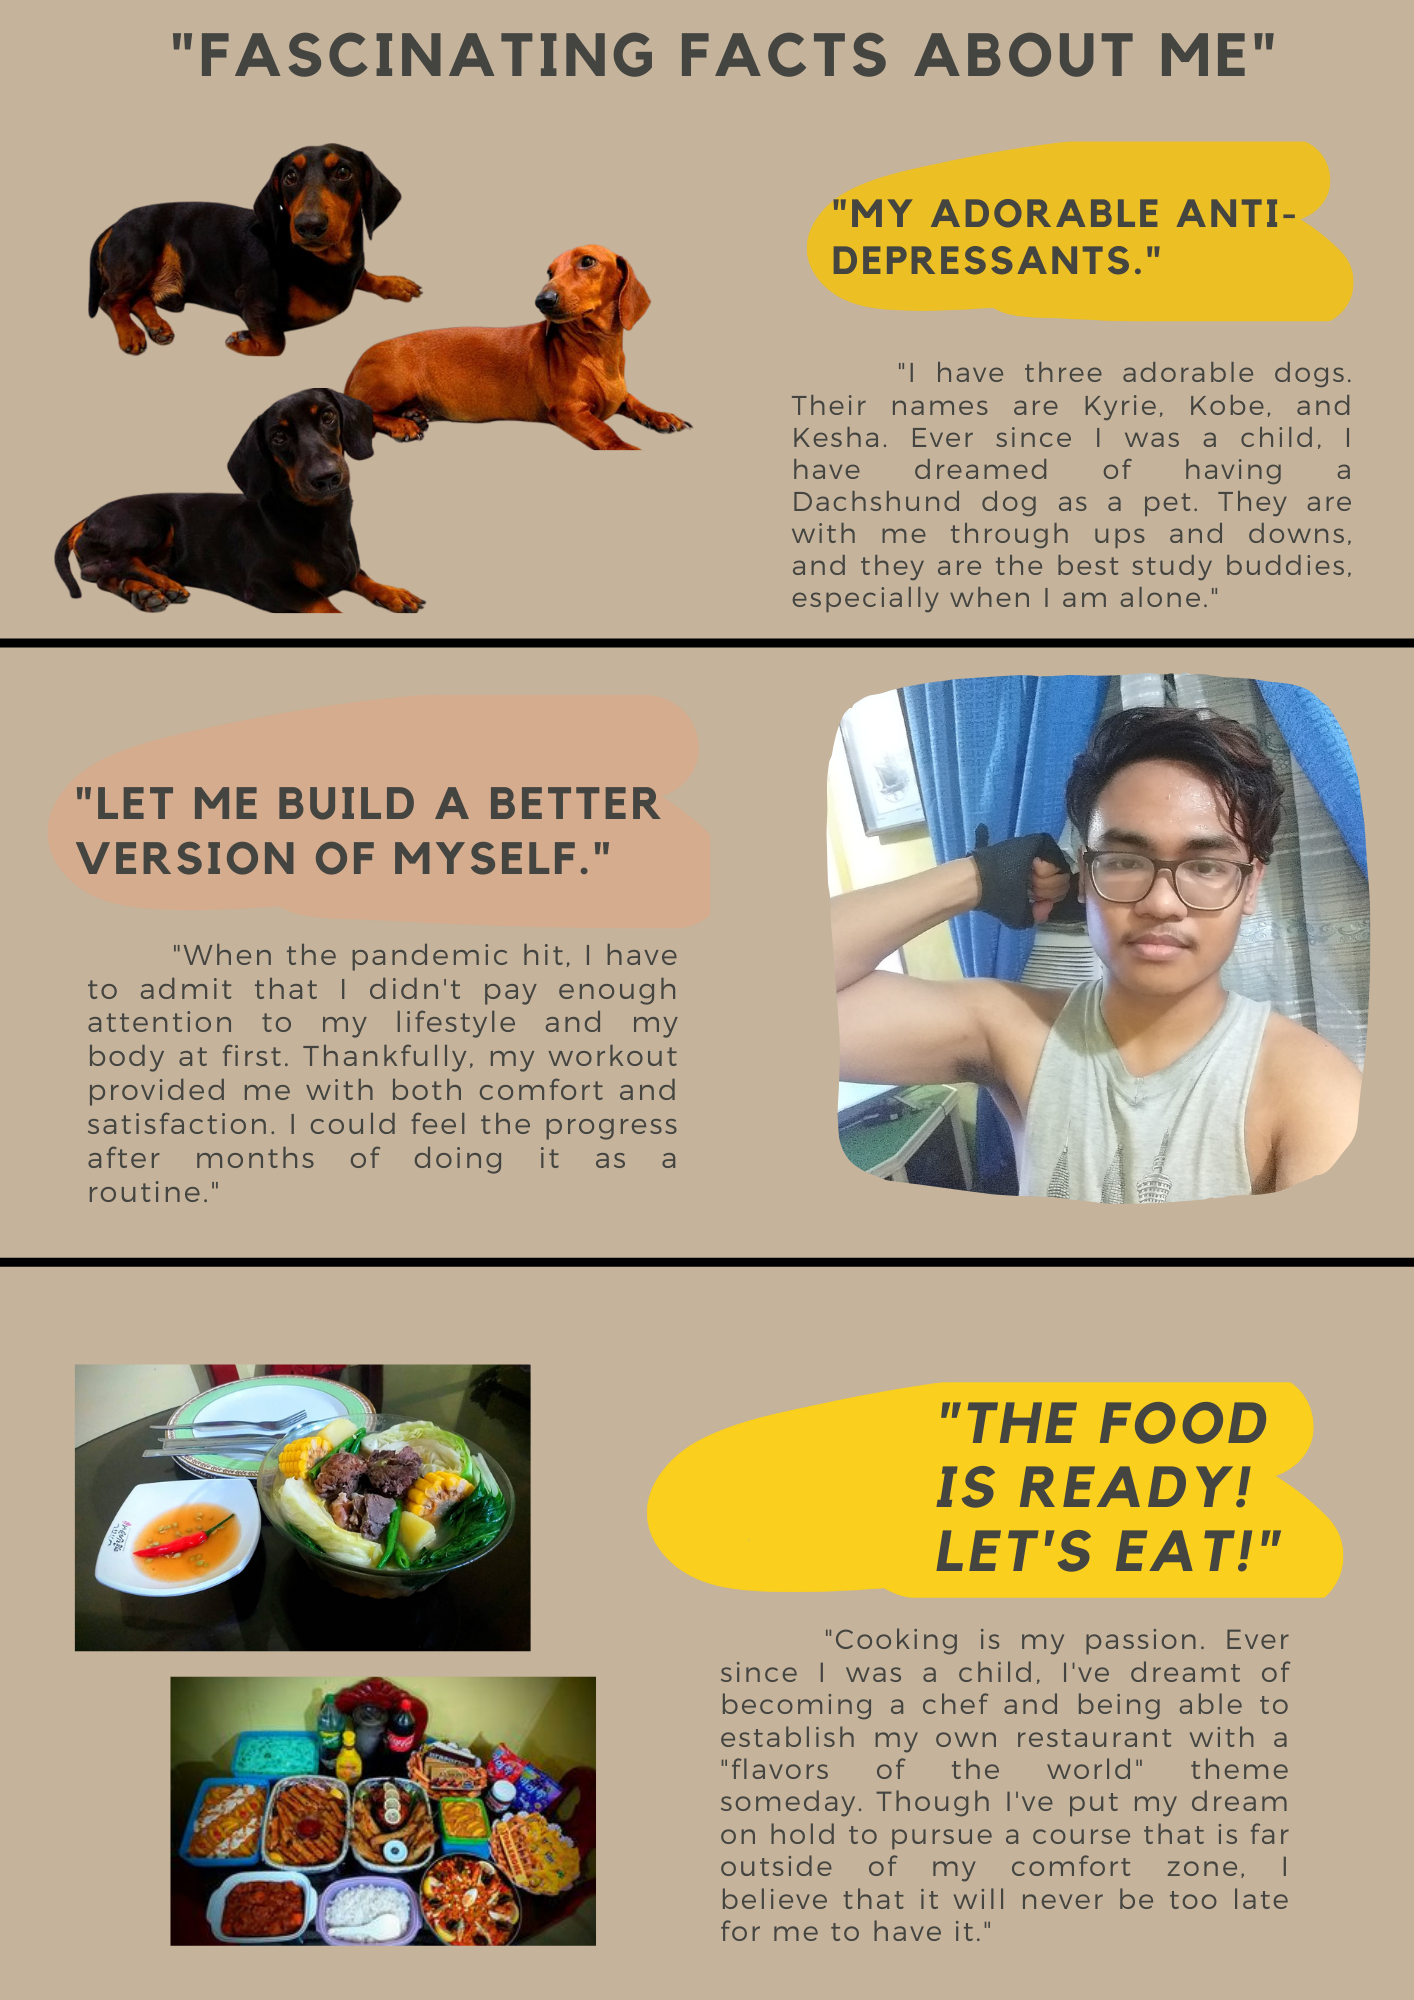 "FASCINATING FACTS ABOUT ME"
"MY ADORABLE ANTI-
DEPRESSANTS."
"I have three adorable dogs.
Their names are Kyrie, Kobe, and
Kesha. Ever since I was a child, I
have dreamed of having a
Dachshund dog as a pet. They are
with me through ups and downs,
and they are the best study buddies,
especially when I am alone."
"LET ME BUILD A BETTER
VERSION OF MYSELF."
"When the pandemic hit, I have
to admit that I didn't pay enough
attention to my lifestyle and my
body at first. Thankfully, my workout
provided me with both comfort and
satisfaction. I could feel the progress
after months of doing it as a
routine."
"THE FOOD
IS READY!
LET'S EAT!"
"Cooking is my passion. Ever
since I was a child, I've dreamt of
becoming a chef and being able to
establish my own restaurant with a
"flavors of the world" theme
someday. Though I've put my dream
on hold to pursue a course that is far
outside of my comfort zone, I
believe that it will never be too late
for me to have it."